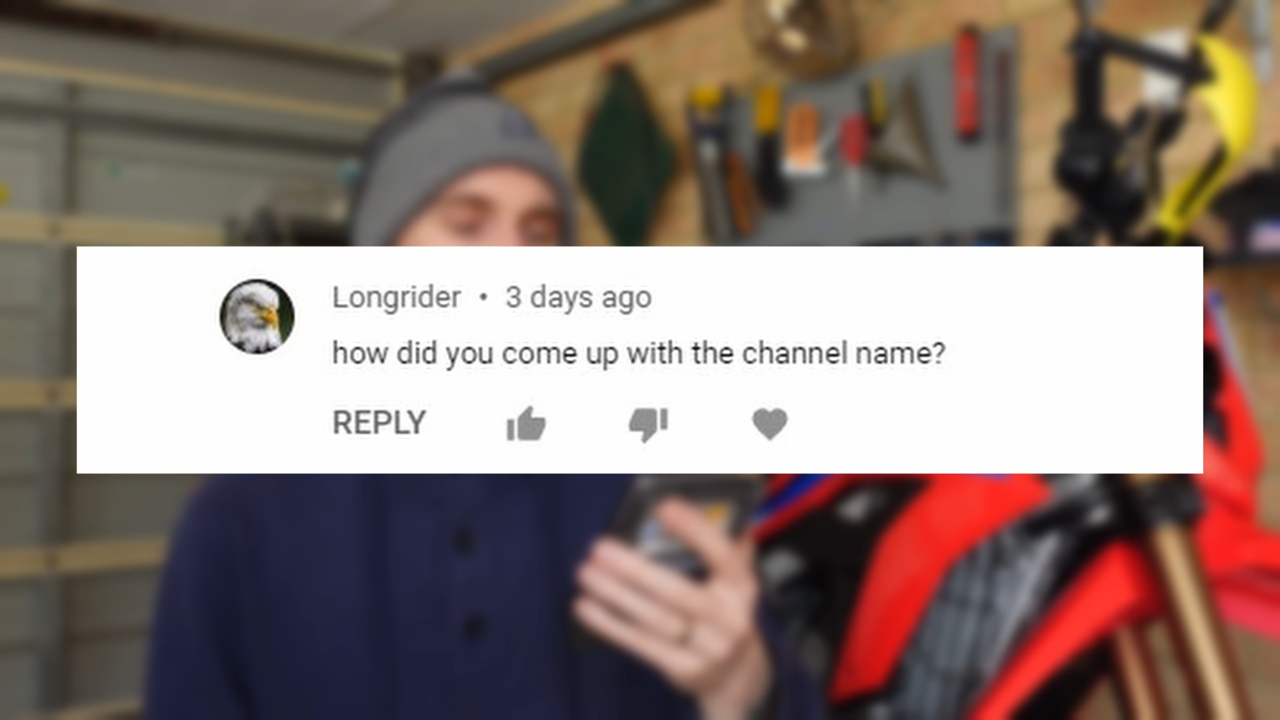 Longrider • 3 days ago
how did you come up with the channel name?
REPLY